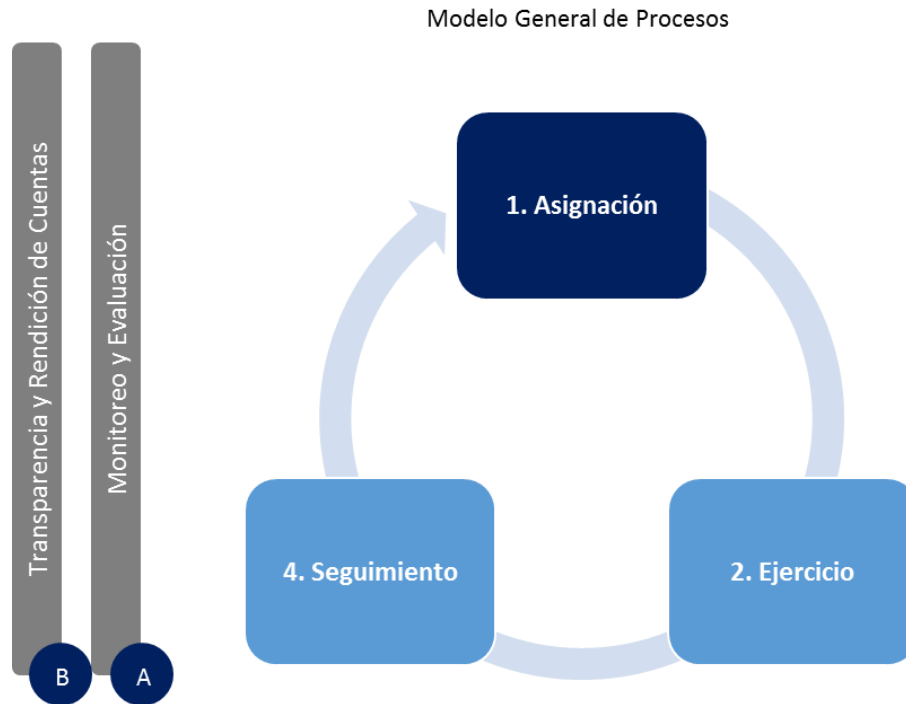 Modelo General de Procesos
Transparencia y Rendición de Cuentas
Monitoreo y Evaluación
1. Asignación
4. Seguimiento
2. Ejercicio
B
A